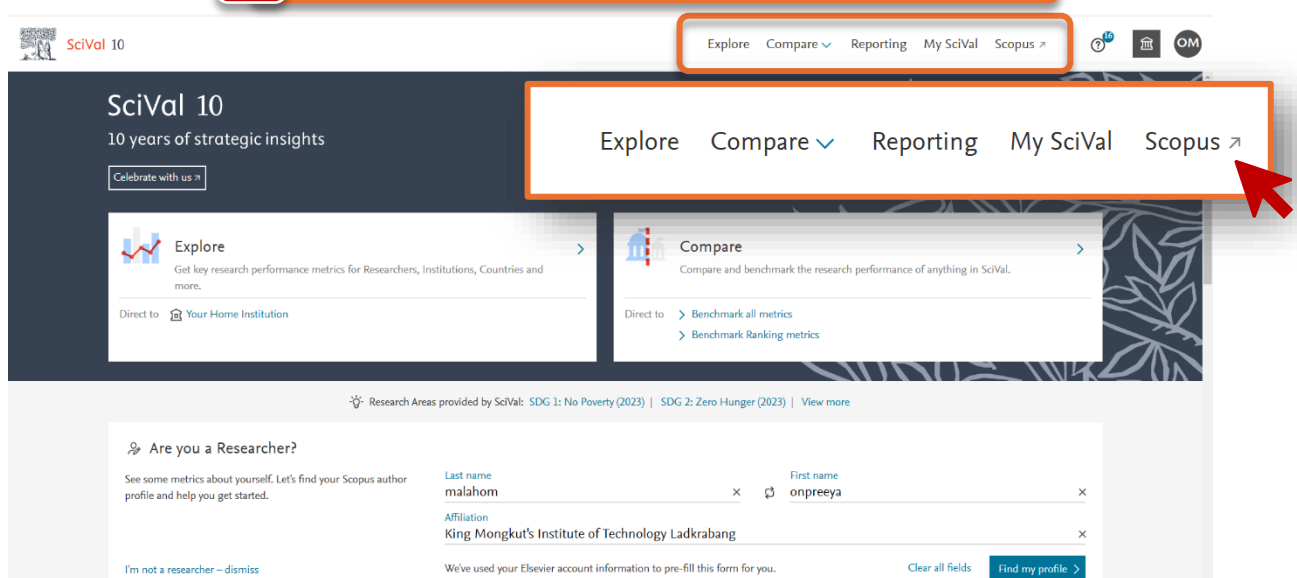 SciVal 10
Explore Compare Reporting My SciVal Scopus ↗
? 16
OM
SciVal 10
10 years of strategic insights
Celebrate with us ↗
Explore Compare Reporting My SciVal Scopus ↗
Explore
Get key research performance metrics for Researchers, Institutions, Countries and
more.
Direct to Your Home Institution
Compare
Compare and benchmark the research performance of anything in SciVal.
Direct to > Benchmark all metrics
> Benchmark Ranking metrics
Research Areas provided by SciVal: SDG 1: No Poverty (2023) | SDG 2: Zero Hunger (2023) | View more
Are you a Researcher?
See some metrics about yourself. Let's find your Scopus author
profile and help you get started.
Last name
malahom
First name
onpreeya
Affiliation
King Mongkut's Institute of Technology Ladkrabang
I'm not a researcher – dismiss
We've used your Elsevier account information to pre-fill this form for you.
Clear all fields
Find my profile >